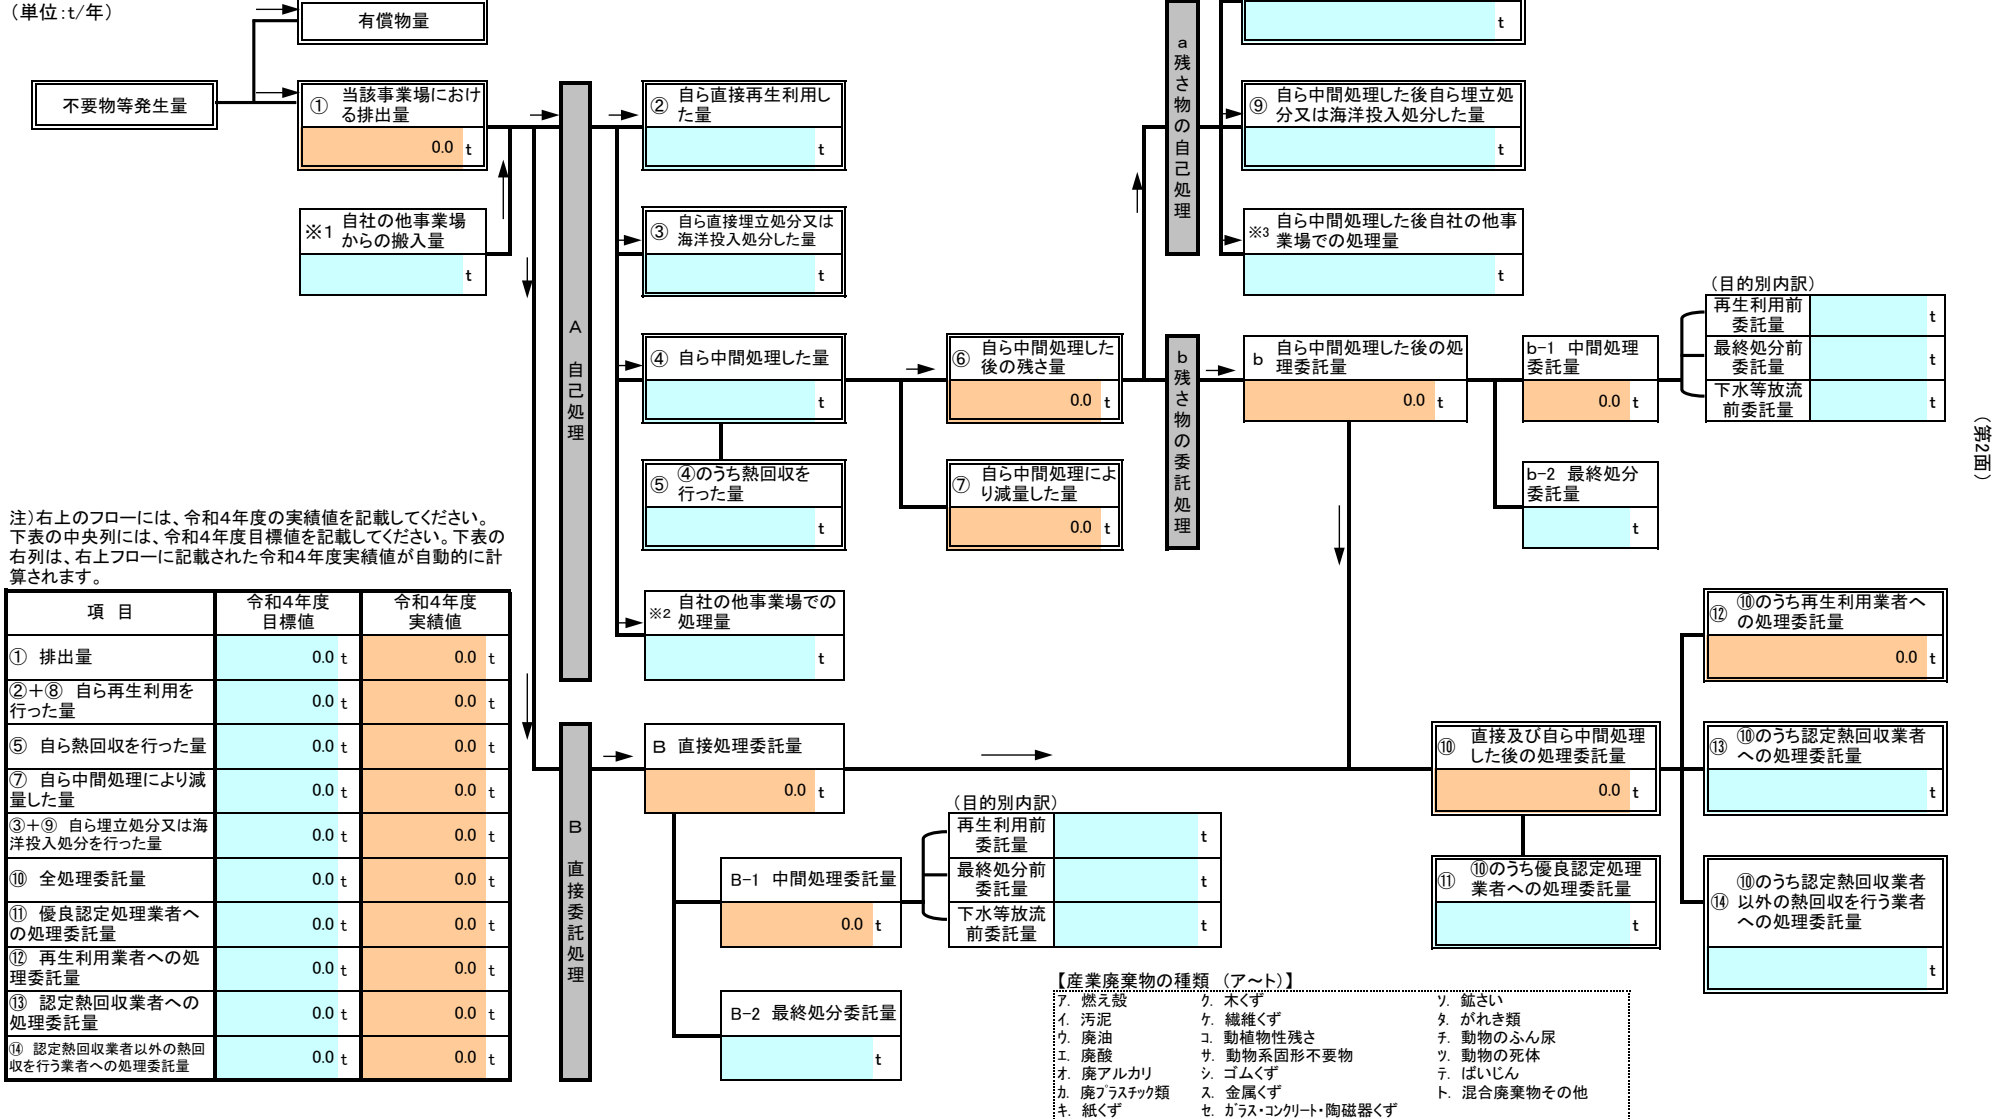 （単位：t/年）
有償物量
t
不要物等発生量
① 当該事業場におけ
る排出量
0.0 t
※1 自社の他事業場
からの搬入量
t
A 自己処理
② 自ら直接再生利用し
た量
t
③ 自ら直接埋立処分又は
海洋投入処分した量
t
④ 自ら中間処理した量
t
⑤ ④のうち熱回収を
行った量
t
※2 自社の他事業場での
処理量
t
⑥ 自ら中間処理した
後の残さ量
0.0 t
⑦ 自ら中間処理によ
り減量した量
0.0 t
a 残さ物の自己処理
⑨ 自ら中間処理した後自ら埋立処
分又は海洋投入処分した量
t
※3 自ら中間処理した後自社の他事
業場での処理量
t
b 残さ物の委託処理
b 自ら中間処理した後の処
理委託量
0.0 t
b-1 中間処理
委託量
0.0 t
b-2 最終処分
委託量
t
（目的別内訳）
再生利用前
委託量
t
最終処分前
委託量
t
下水等放流
前委託量
t
（第2面）
注）右上のフローには、令和4年度の実績値を記載してください。
下表の中央列には、令和4年度目標値を記載してください。下表の
右列は、右上フローに記載された令和4年度実績値が自動的に計
算されます。
項 目 令和4年度 令和4年度
目標値 実績値
① 排出量 0.0 t 0.0 t
②＋⑧ 自ら再生利用を
行った量 0.0 t 0.0 t
⑤ 自ら熱回収を行った量 0.0 t 0.0 t
⑦ 自ら中間処理により減
量した量 0.0 t 0.0 t
③＋⑨ 自ら埋立処分又は海
洋投入処分を行った量 0.0 t 0.0 t
⑩ 全処理委託量 0.0 t 0.0 t
⑪ 優良認定処理業者へ
の処理委託量 0.0 t 0.0 t
⑫ 再生利用業者への処
理委託量 0.0 t 0.0 t
⑬ 認定熱回収業者への
処理委託量 0.0 t 0.0 t
⑭ 認定熱回収業者以外の熱回
収を行う業者への処理委託量 0.0 t 0.0 t
B 直接委託処理
B 直接処理委託量
0.0 t
B-1 中間処理委託量
0.0 t
B-2 最終処分委託量
t
（目的別内訳）
再生利用前
委託量
t
最終処分前
委託量
t
下水等放流
前委託量
t
⑩ 直接及び自ら中間処理
した後の処理委託量
0.0 t
⑪ ⑩のうち優良認定処理
業者への処理委託量
t
⑫ ⑩のうち再生利用業者へ
の処理委託量
0.0 t
⑬ ⑩のうち認定熱回収業者
への処理委託量
t
⑭ ⑩のうち認定熱回収業者
以外の熱回収を行う業者
への処理委託量
t
【産業廃棄物の種類 （ア～ト）】
ア. 燃え殻 ク. 木くず ソ. 鉱さい
イ. 汚泥 ケ. 繊維くず タ. がれき類
ウ. 廃油 コ. 動植物性残さ チ. 動物のふん尿
エ. 廃酸 サ. 動物系固形不要物 ツ. 動物の死体
オ. 廃アルカリ シ. ゴムくず テ. ばいじん
カ. 廃プラスチック類 ス. 金属くず ト. 混合廃棄物その他
キ. 紙くず セ. ガラス・コンクリート・陶磁器くず